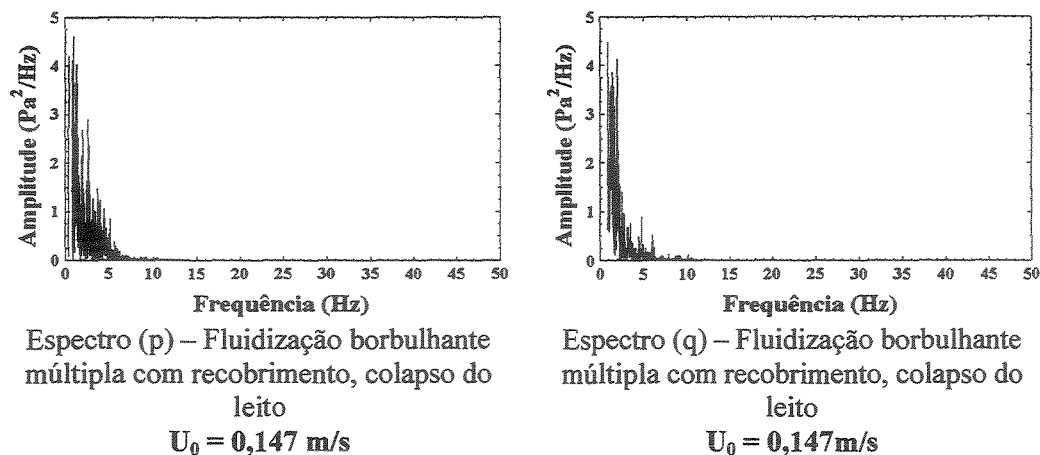 5
4
3
2
1
0
Amplitude (Pa²/Hz)
0 5 10 15 20 25 30 35 40 45 50
Frequência (Hz)
Espectro (p) – Fluidização borbulhante
múltipla com recobrimento, colapso do
leito
U₀ = 0,147 m/s
5
4
3
2
1
0
Amplitude (Pa²/Hz)
0 5 10 15 20 25 30 35 40 45 50
Frequência (Hz)
Espectro (q) – Fluidização borbulhante
múltipla com recobrimento, colapso do
leito
U₀ = 0,147m/s